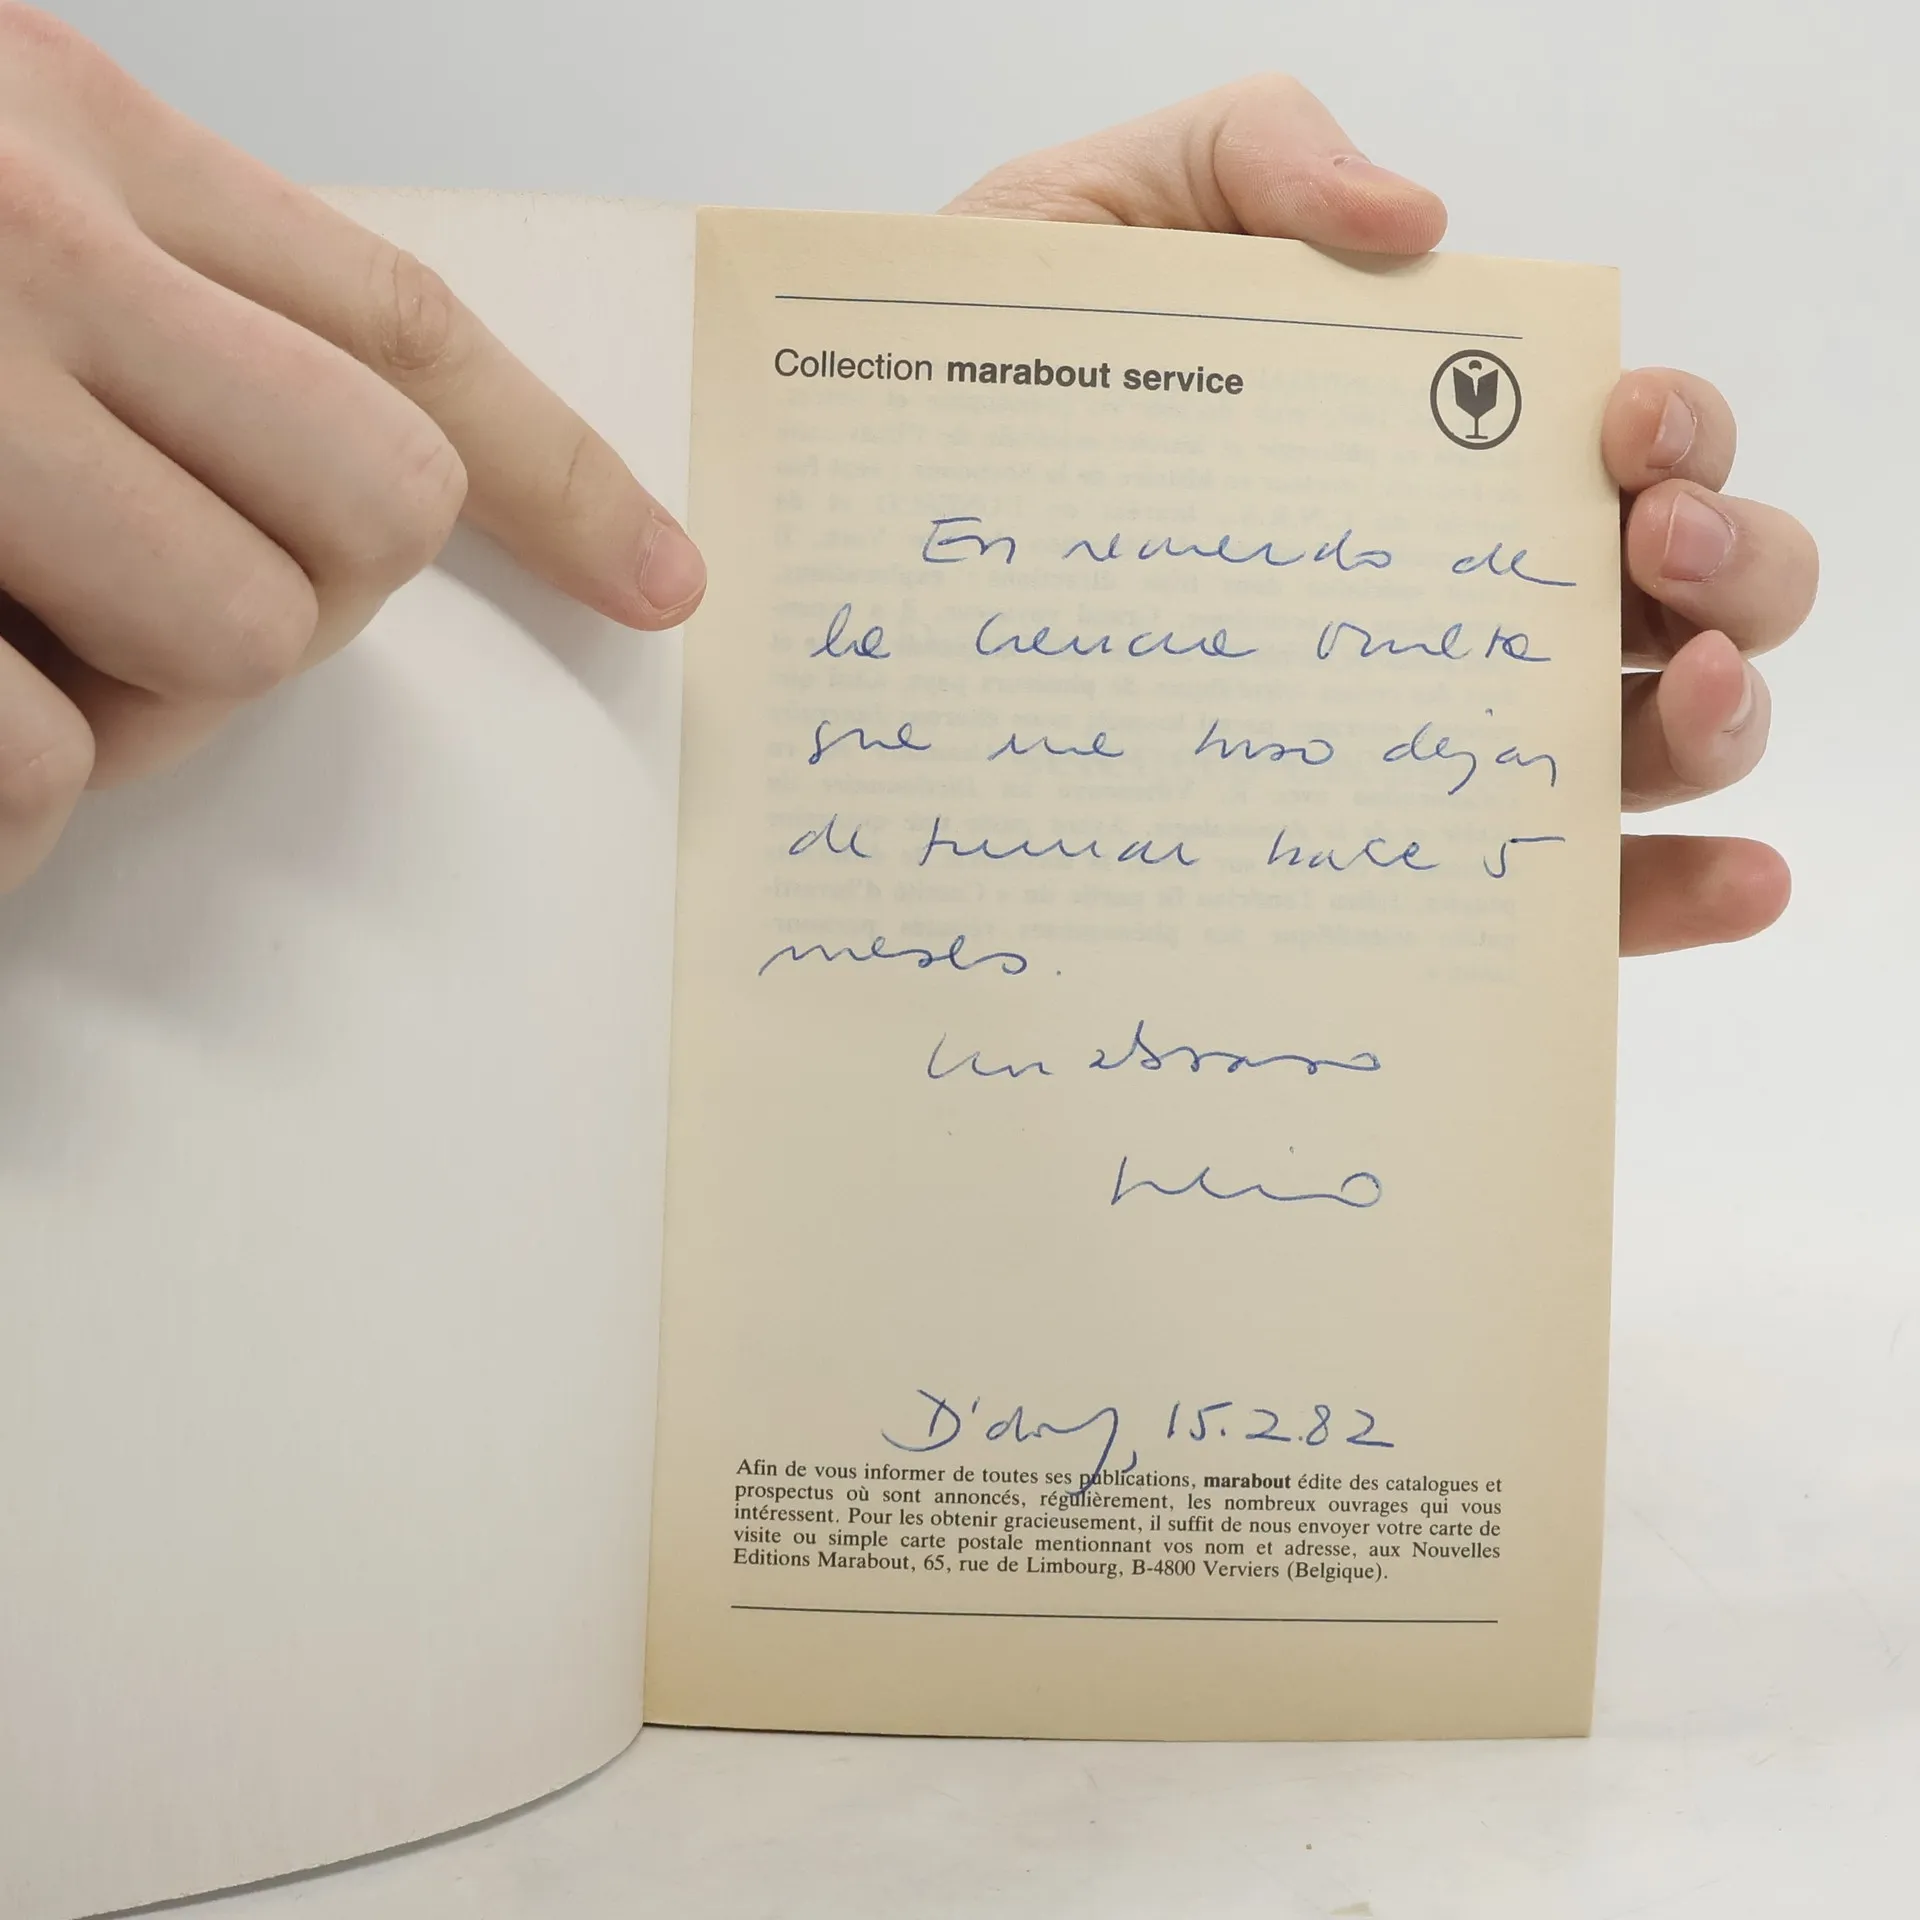 Collection marabout service
En recuerdo de
la ciencia oculta
que me hizo dejar
de fumar hace 5
meses.
Un abrazo
15.2.82
Afin de vous informer de toutes ses publications, marabout édite des catalogues et
prospectus où sont annoncés, régulièrement, les nombreux ouvrages qui vous
intéressent. Pour les obtenir gracieusement, il suffit de nous envoyer votre carte de
visite ou simple carte postale mentionnant vos nom et adresse, aux Nouvelles
Editions Marabout, 65, rue de Limbourg, B-4800 Verviers (Belgique).